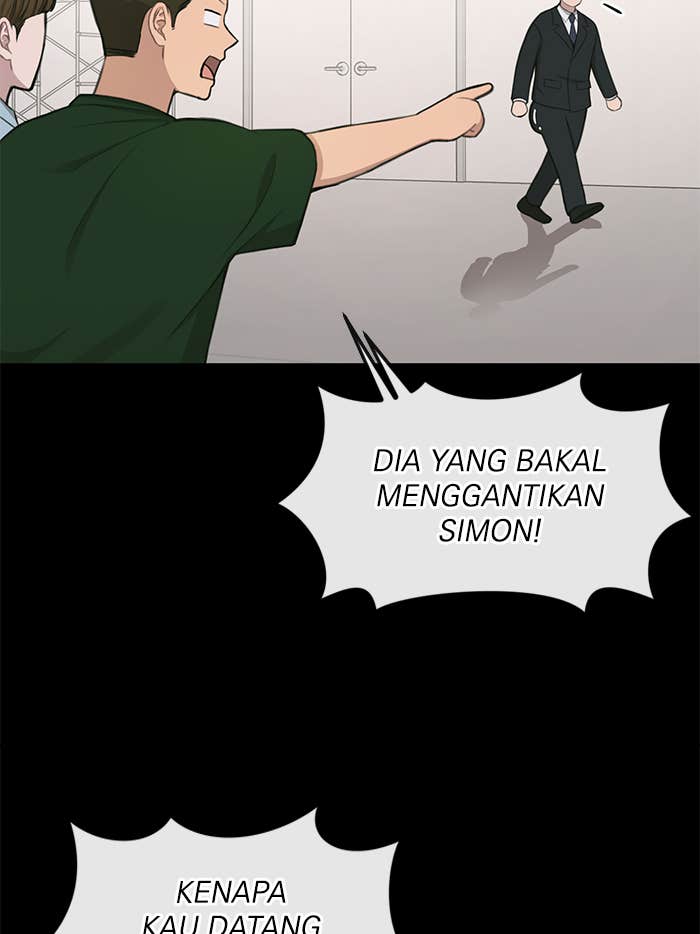 DIA YANG BAKAL
MENGGANTIKAN
SIMON!
KENAPA
KAU DATANG